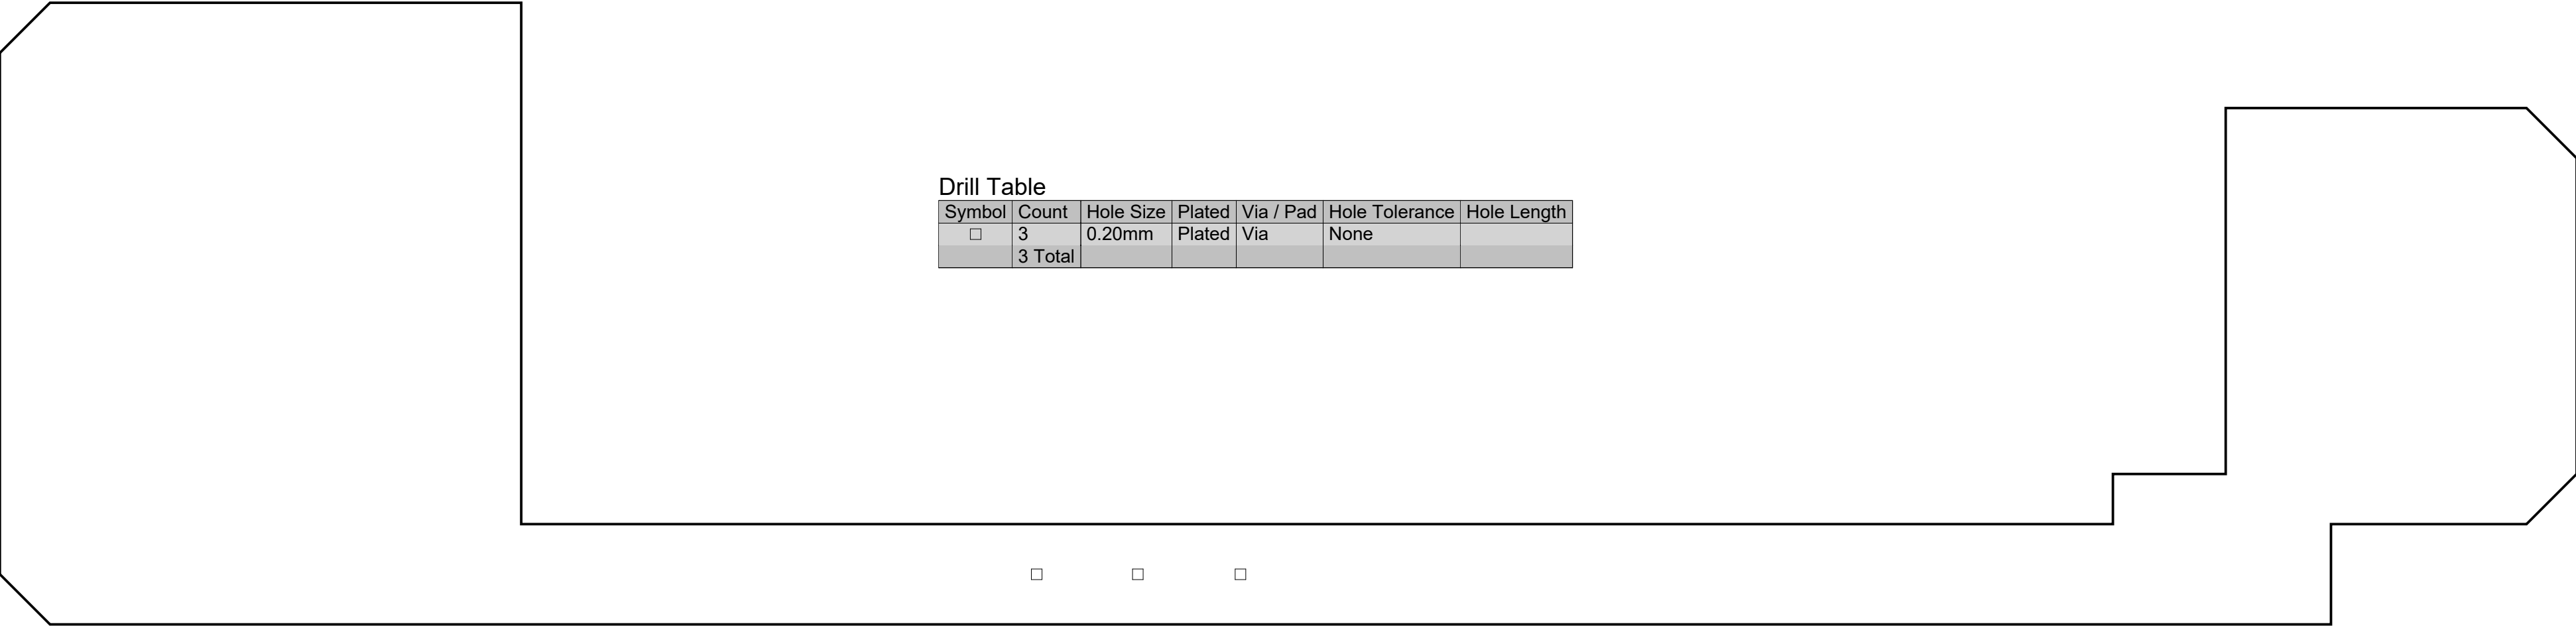 Drill Table
Symbol Count Hole Size Plated Via / Pad Hole Tolerance Hole Length
3 0.20mm Plated Via None
3 Total